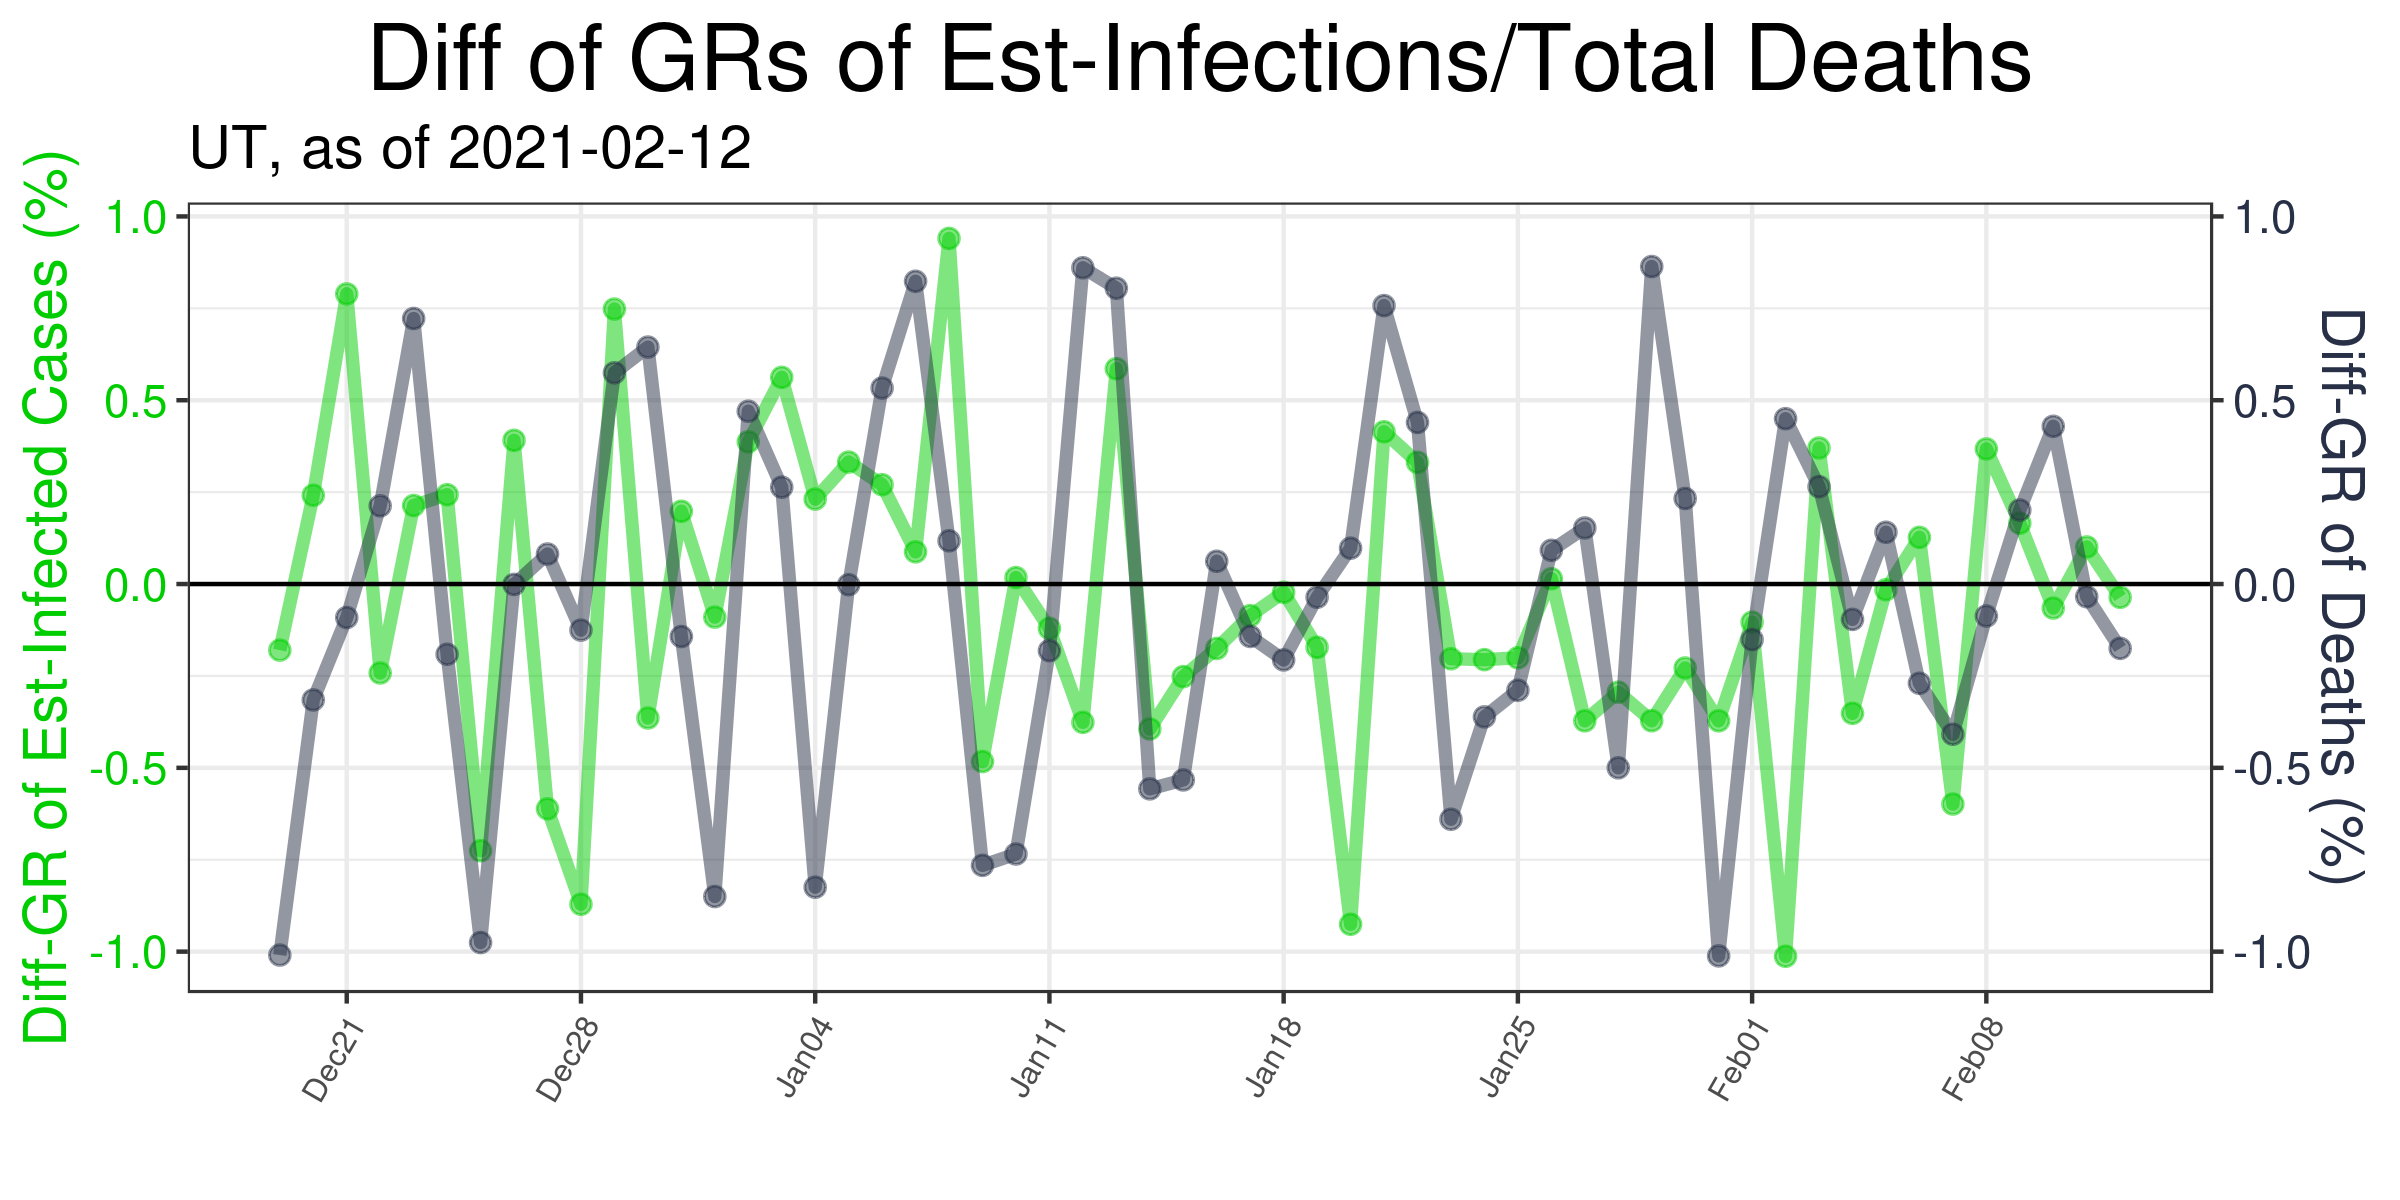 Diff of GRs of Est-Infections/Total Deaths
UT, as of 2021-02-12
Diff-GR of Est-Infected Cases (%)
1.0
0.5
0.0
-0.5
-1.0
1.0
0.5
0.0
-0.5
-1.0
Diff-GR of Deaths (%)
Dec21
Dec28
Jan04
Jan11
Jan18
Jan25
Feb01
Feb08